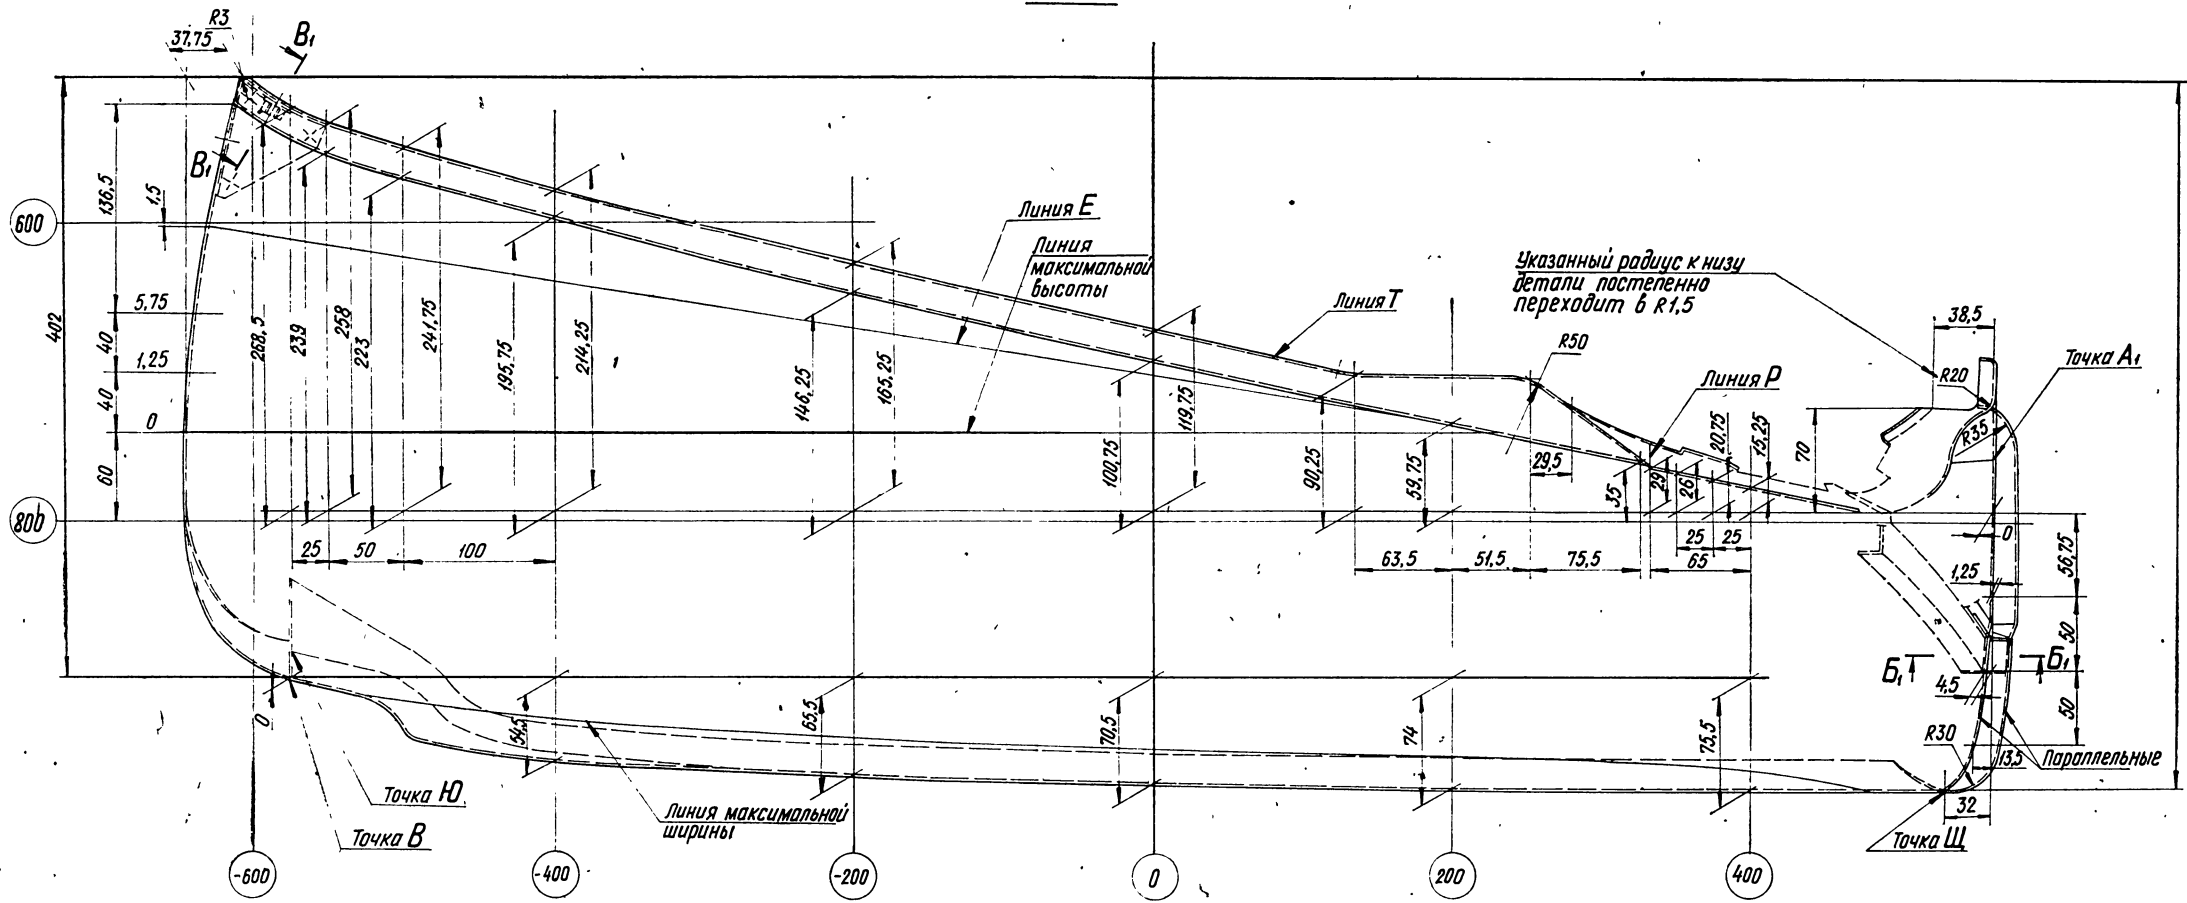 R3
37,75
В₁
В₁
136,5
1,5
600
402
5,75
40
1,25
40
0
60
800
268,5
239
258
223
241,75
195,75
214,25
146,25
165,25
100,75
119,75
90,25
59,75
Линия Е
Линия
максимальной
высоты
Линия Т
Указанный радиус к низу
детали постепенно
переходит в R1,5
R50
Линия Р
29,5
35
29
26
20,75
15,25
70
38,5
R20
R35
Точка А₁
0
56,75
1,25
50
50
Б₁
Б₁
4,5
R30
13,5
Параллельные
32
Точка Щ
25
50
100
63,5
51,5
75,5
25
25
65
0
54,5
65,5
70,5
74
75,5
Точка Ю
Точка В
Линия максимальной
ширины
-600
-400
-200
0
200
400